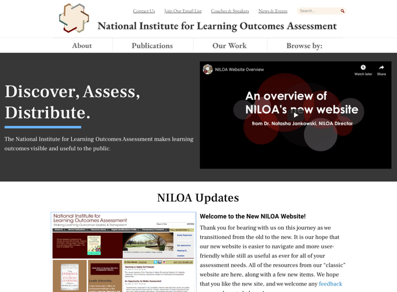 Contact Us
Join Our Email List
Coaches & Speakers
News & Events
Search...
National Institute for Learning Outcomes Assessment
About
Publications
Our Work
Browse by:
Discover, Assess,
Distribute.
The National Institute for Learning Outcomes Assessment makes learning
outcomes visible and useful to the public
NILOA Website Overview
Watch later
Share
An overview of
NILOA's new website
from Dr. Natasha Jankowski, NILOA Director
NILOA Updates
National Institute for
Learning Outcomes Assessment
Making Learning Outcomes Usable & Transparent
Welcome to the New NILOA Website!
Thank you for bearing with us on this journey as we
transitioned from the old to the new. It is our hope that
our new website is easier to navigate and more user-
friendly while still as useful as ever for all of your
assessment needs. All of the resources from our "classic"
website are here, along with a few new items. We hope
that you like the new site, and we welcome any feedback